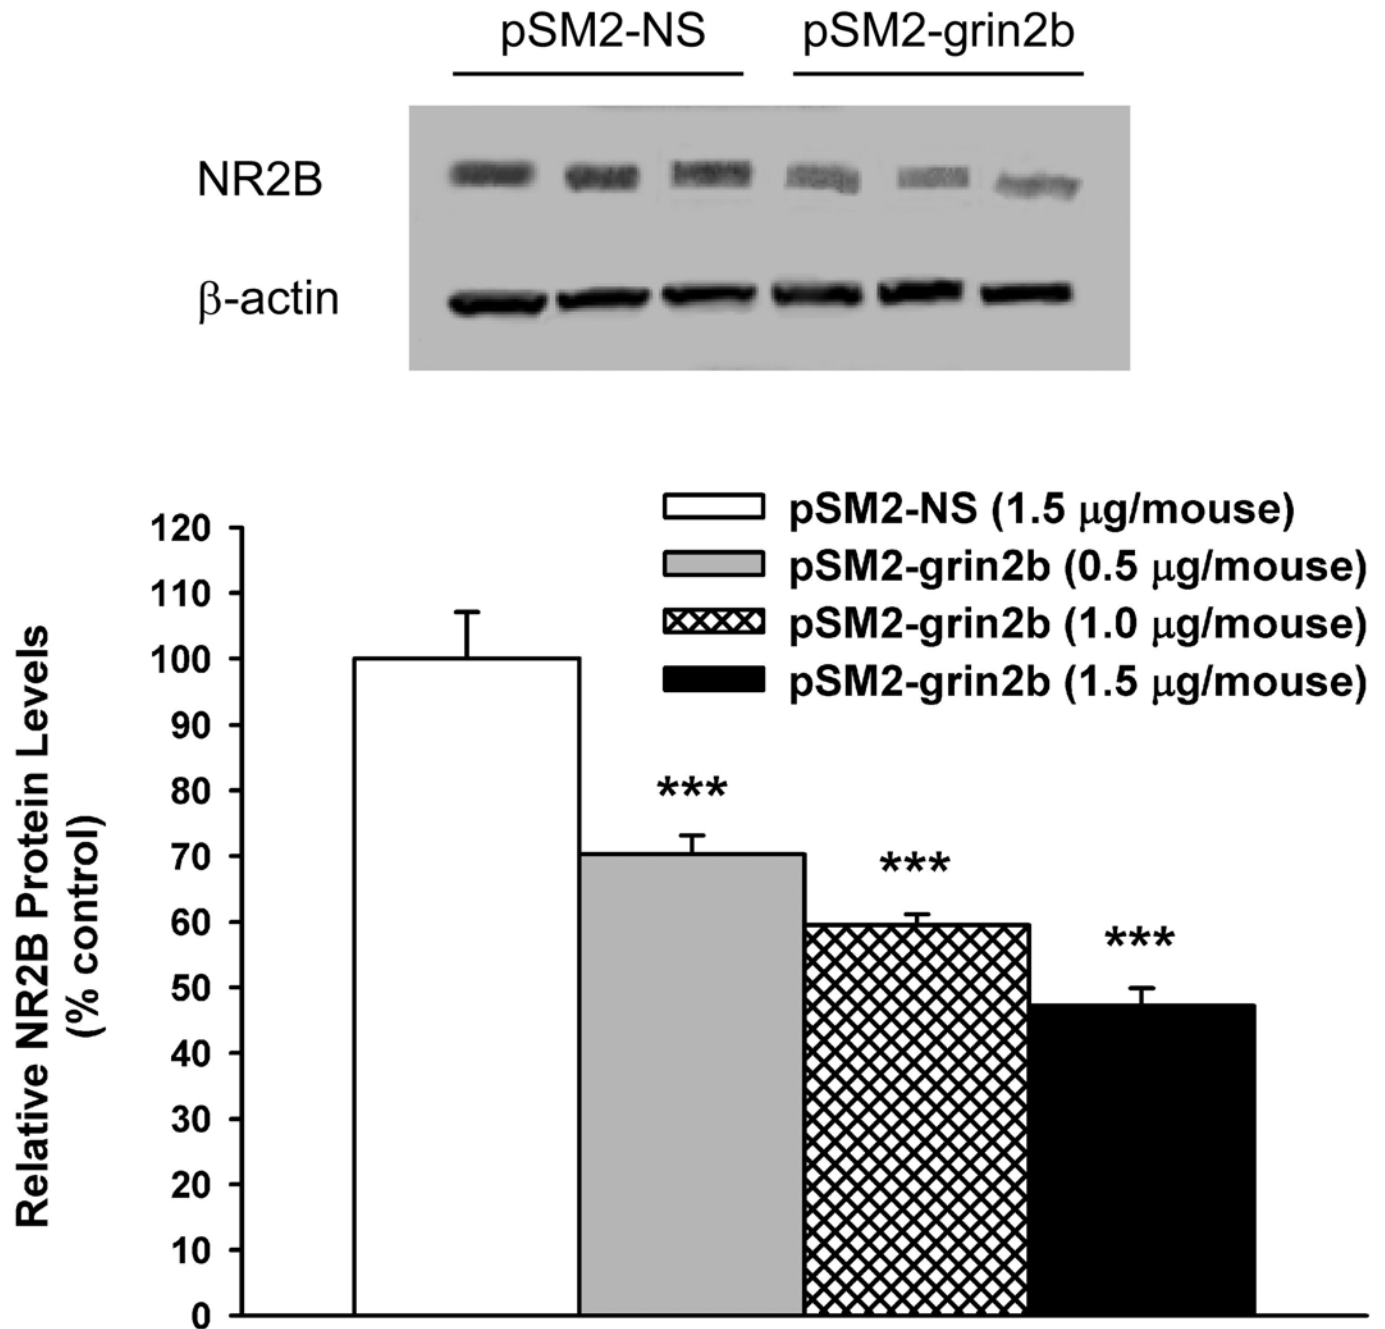 pSM2-NS pSM2-grin2b
NR2B
β-actin
pSM2-NS (1.5 μg/mouse)
pSM2-grin2b (0.5 μg/mouse)
pSM2-grin2b (1.0 μg/mouse)
pSM2-grin2b (1.5 μg/mouse)
Relative NR2B Protein Levels
(% control)
120
110
100
90
80
70
60
50
40
30
20
10
0
***
***
***